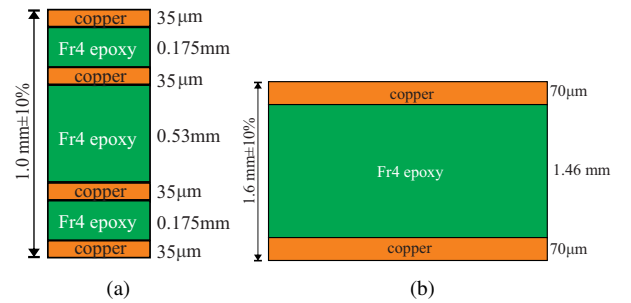 copper 35µm
Fr4 epoxy 0.175mm
copper 35µm
Fr4 epoxy 0.53mm
copper 35µm
Fr4 epoxy 0.175mm
copper 35µm
1.0 mm±10%
(a)
copper 70µm
Fr4 epoxy 1.46 mm
copper 70µm
1.6 mm±10%
(b)